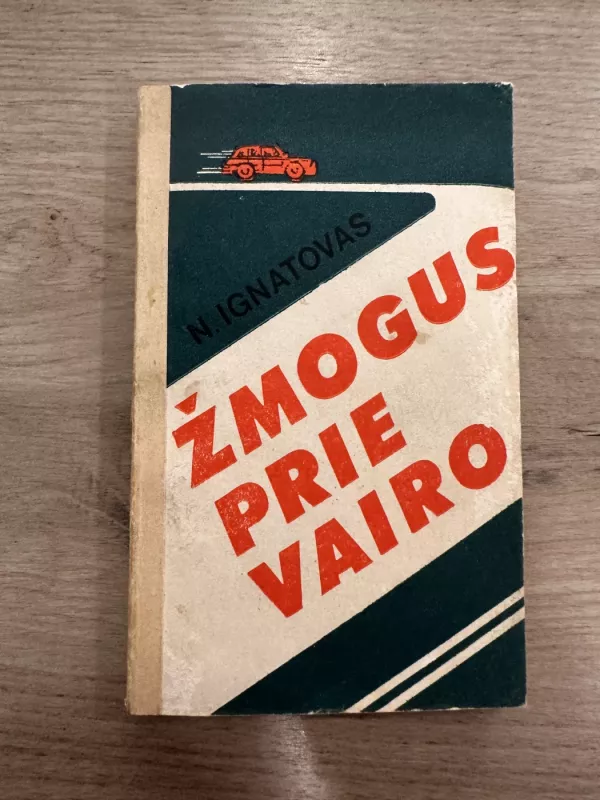 N. IGNATOVAS
ŽMOGUS
PRIE
VAIRO